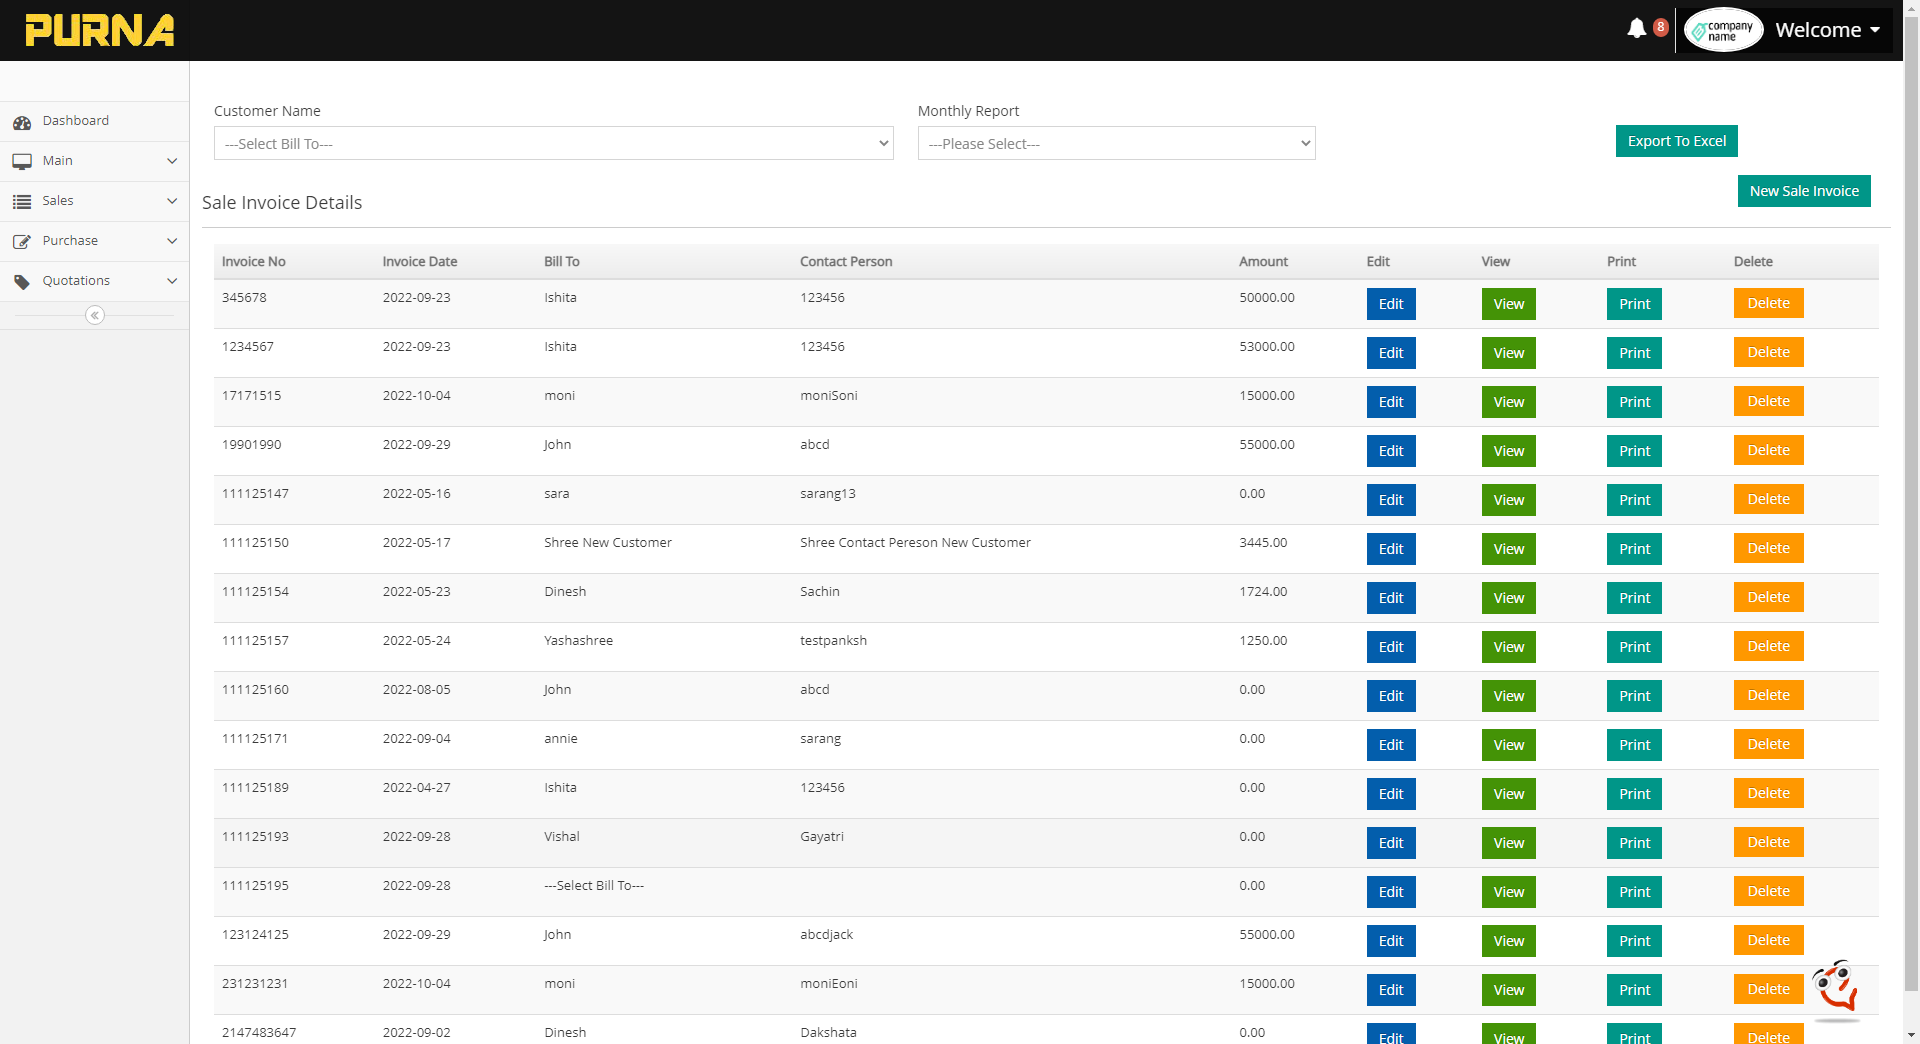 PURNA
8
company name
Welcome
Dashboard
Main
Sales
Purchase
Quotations
Customer Name
Monthly Report
---Select Bill To---
---Please Select---
Export To Excel
New Sale Invoice
Sale Invoice Details
Invoice No Invoice Date Bill To Contact Person Amount Edit View Print Delete
345678 2022-09-23 Ishita 123456 50000.00 Edit View Print Delete
1234567 2022-09-23 Ishita 123456 53000.00 Edit View Print Delete
17171515 2022-10-04 moni moniSoni 15000.00 Edit View Print Delete
19901990 2022-09-29 John abcd 55000.00 Edit View Print Delete
111125147 2022-05-16 sara sarang13 0.00 Edit View Print Delete
111125150 2022-05-17 Shree New Customer Shree Contact Pereson New Customer 3445.00 Edit View Print Delete
111125154 2022-05-23 Dinesh Sachin 1724.00 Edit View Print Delete
111125157 2022-05-24 Yashashree testpanksh 1250.00 Edit View Print Delete
111125160 2022-08-05 John abcd 0.00 Edit View Print Delete
111125171 2022-09-04 annie sarang 0.00 Edit View Print Delete
111125189 2022-04-27 Ishita 123456 0.00 Edit View Print Delete
111125193 2022-09-28 Vishal Gayatri 0.00 Edit View Print Delete
111125195 2022-09-28 ---Select Bill To--- 0.00 Edit View Print Delete
123124125 2022-09-29 John abcdjack 55000.00 Edit View Print Delete
231231231 2022-10-04 moni moniEoni 15000.00 Edit View Print Delete
2147483647 2022-09-02 Dinesh Dakshata 0.00 Edit View Print Delete